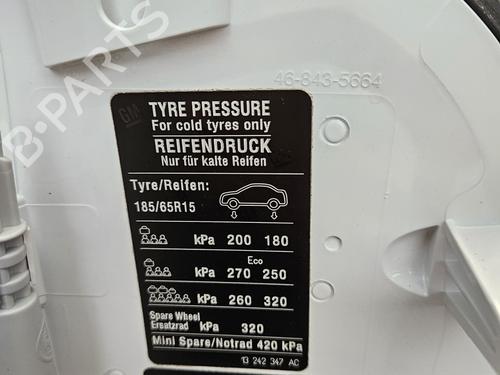 46-843-5664
GM
TYRE PRESSURE
For cold tyres only
REIFENDRUCK
Nur für kalte Reifen
Tyre/Reifen:
185/65R15
kPa 200 180
Eco
kPa 270 250
kPa 260 320
Spare Wheel
Ersatzrad kPa 320
Mini Spare/Notrad 420 kPa
13 242 347 AC